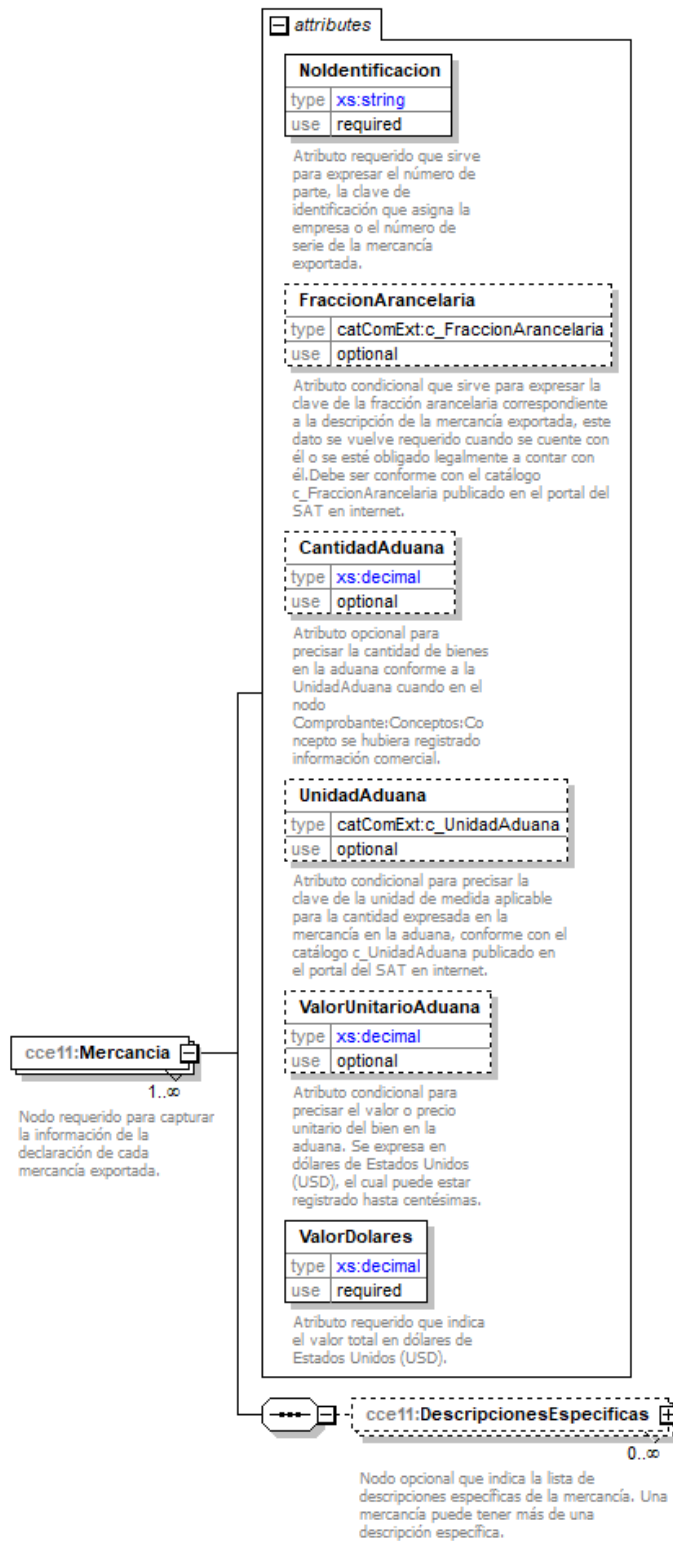 attributes
NoIdentificacion
type xs:string
use required
Atributo requerido que sirve
para expresar el número de
parte, la clave de
identificación que asigna la
empresa o el número de
serie de la mercancía
exportada.
FraccionArancelaria
type catComExt:c_FraccionArancelaria
use optional
Atributo condicional que sirve para expresar la
clave de la fracción arancelaria correspondiente
a la descripción de la mercancía exportada, este
dato se vuelve requerido cuando se cuente con
él o se esté obligado legalmente a contar con
él.Debe ser conforme con el catálogo
c_FraccionArancelaria publicado en el portal del
SAT en internet.
CantidadAduana
type xs:decimal
use optional
Atributo opcional para
precisar la cantidad de bienes
en la aduana conforme a la
UnidadAduana cuando en el
nodo
Comprobante:Conceptos:Co
ncepto se hubiera registrado
información comercial.
UnidadAduana
type catComExt:c_UnidadAduana
use optional
Atributo condicional para precisar la
clave de la unidad de medida aplicable
para la cantidad expresada en la
mercancía en la aduana, conforme con el
catálogo c_UnidadAduana publicado en
el portal del SAT en internet.
ValorUnitarioAduana
type xs:decimal
use optional
Atributo condicional para
precisar el valor o precio
unitario del bien en la
aduana. Se expresa en
dólares de Estados Unidos
(USD), el cual puede estar
registrado hasta centésimas.
cce11:Mercancia
1..∞
Nodo requerido para capturar
la información de la
declaración de cada
mercancía exportada.
ValorDolares
type xs:decimal
use required
Atributo requerido que indica
el valor total en dólares de
Estados Unidos (USD).
cce11:DescripcionesEspecificas
0..∞
Nodo opcional que indica la lista de
descripciones específicas de la mercancía. Una
mercancía puede tener más de una
descripción específica.